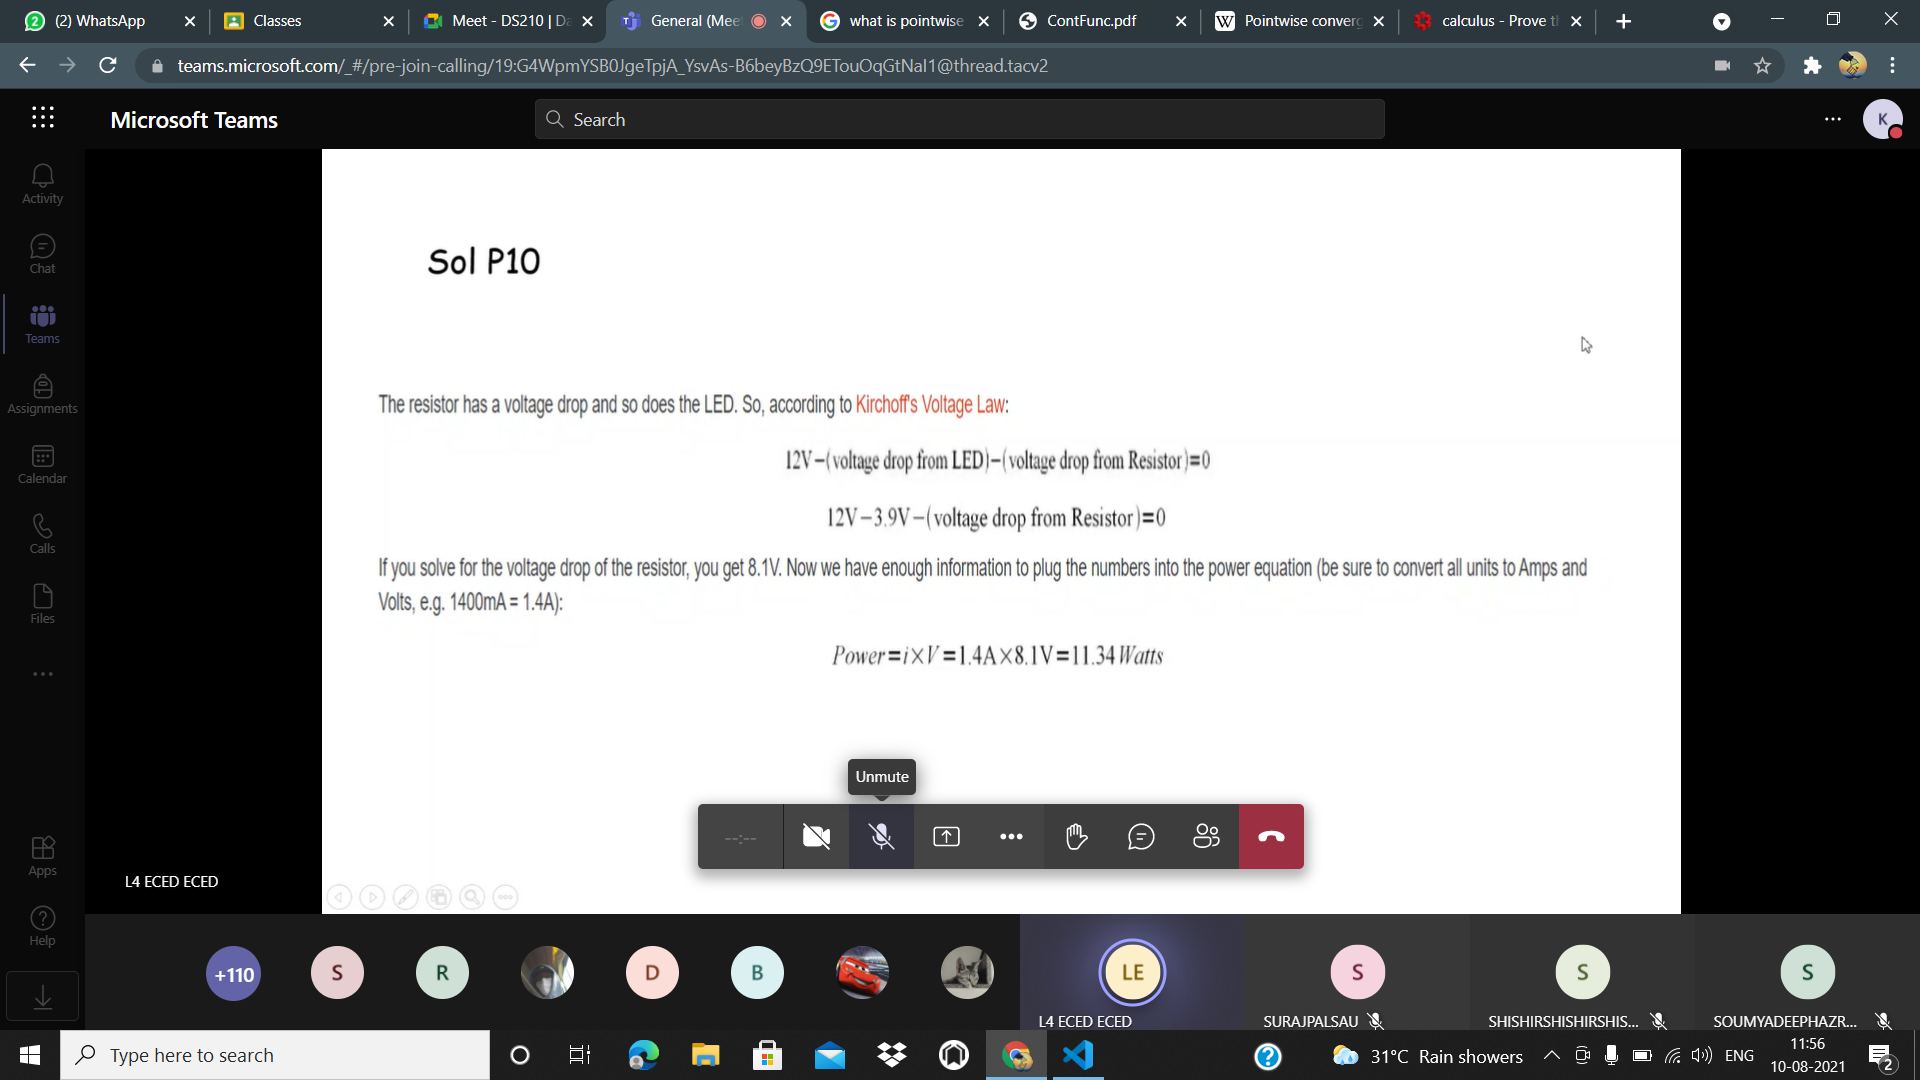 (2) WhatsApp
Classes
Meet - DS210 | Da
General (Mee
what is pointwise
ContFunc.pdf
Pointwise converg
calculus - Prove th
teams.microsoft.com/_#/pre-join-calling/19:G4WpmYSB0JgeTpjA_YsvAs-B6beyBzQ9ETouOqGtNaI1@thread.tacv2
Microsoft Teams
Search
K
Activity
Chat
Teams
Assignments
Calendar
Calls
Files
Apps
Help
Sol P10
The resistor has a voltage drop and so does the LED. So, according to Kirchoff's Voltage Law:
12V−(voltage drop from LED)−(voltage drop from Resistor)=0
12V−3.9V−(voltage drop from Resistor)=0
If you solve for the voltage drop of the resistor, you get 8.1V. Now we have enough information to plug the numbers into the power equation (be sure to convert all units to Amps and
Volts, e.g. 1400mA = 1.4A):
Power=i×V=1.4A×8.1V=11.34 Watts
Unmute
--:--
L4 ECED ECED
+110
S
R
D
B
LE
S
S
S
L4 ECED ECED
SURAJPALSAU
SHISHIRSHISHIRSHIS...
SOUMYADEEPHAZR...
Type here to search
31°C Rain showers
ENG
11:56
10-08-2021
2